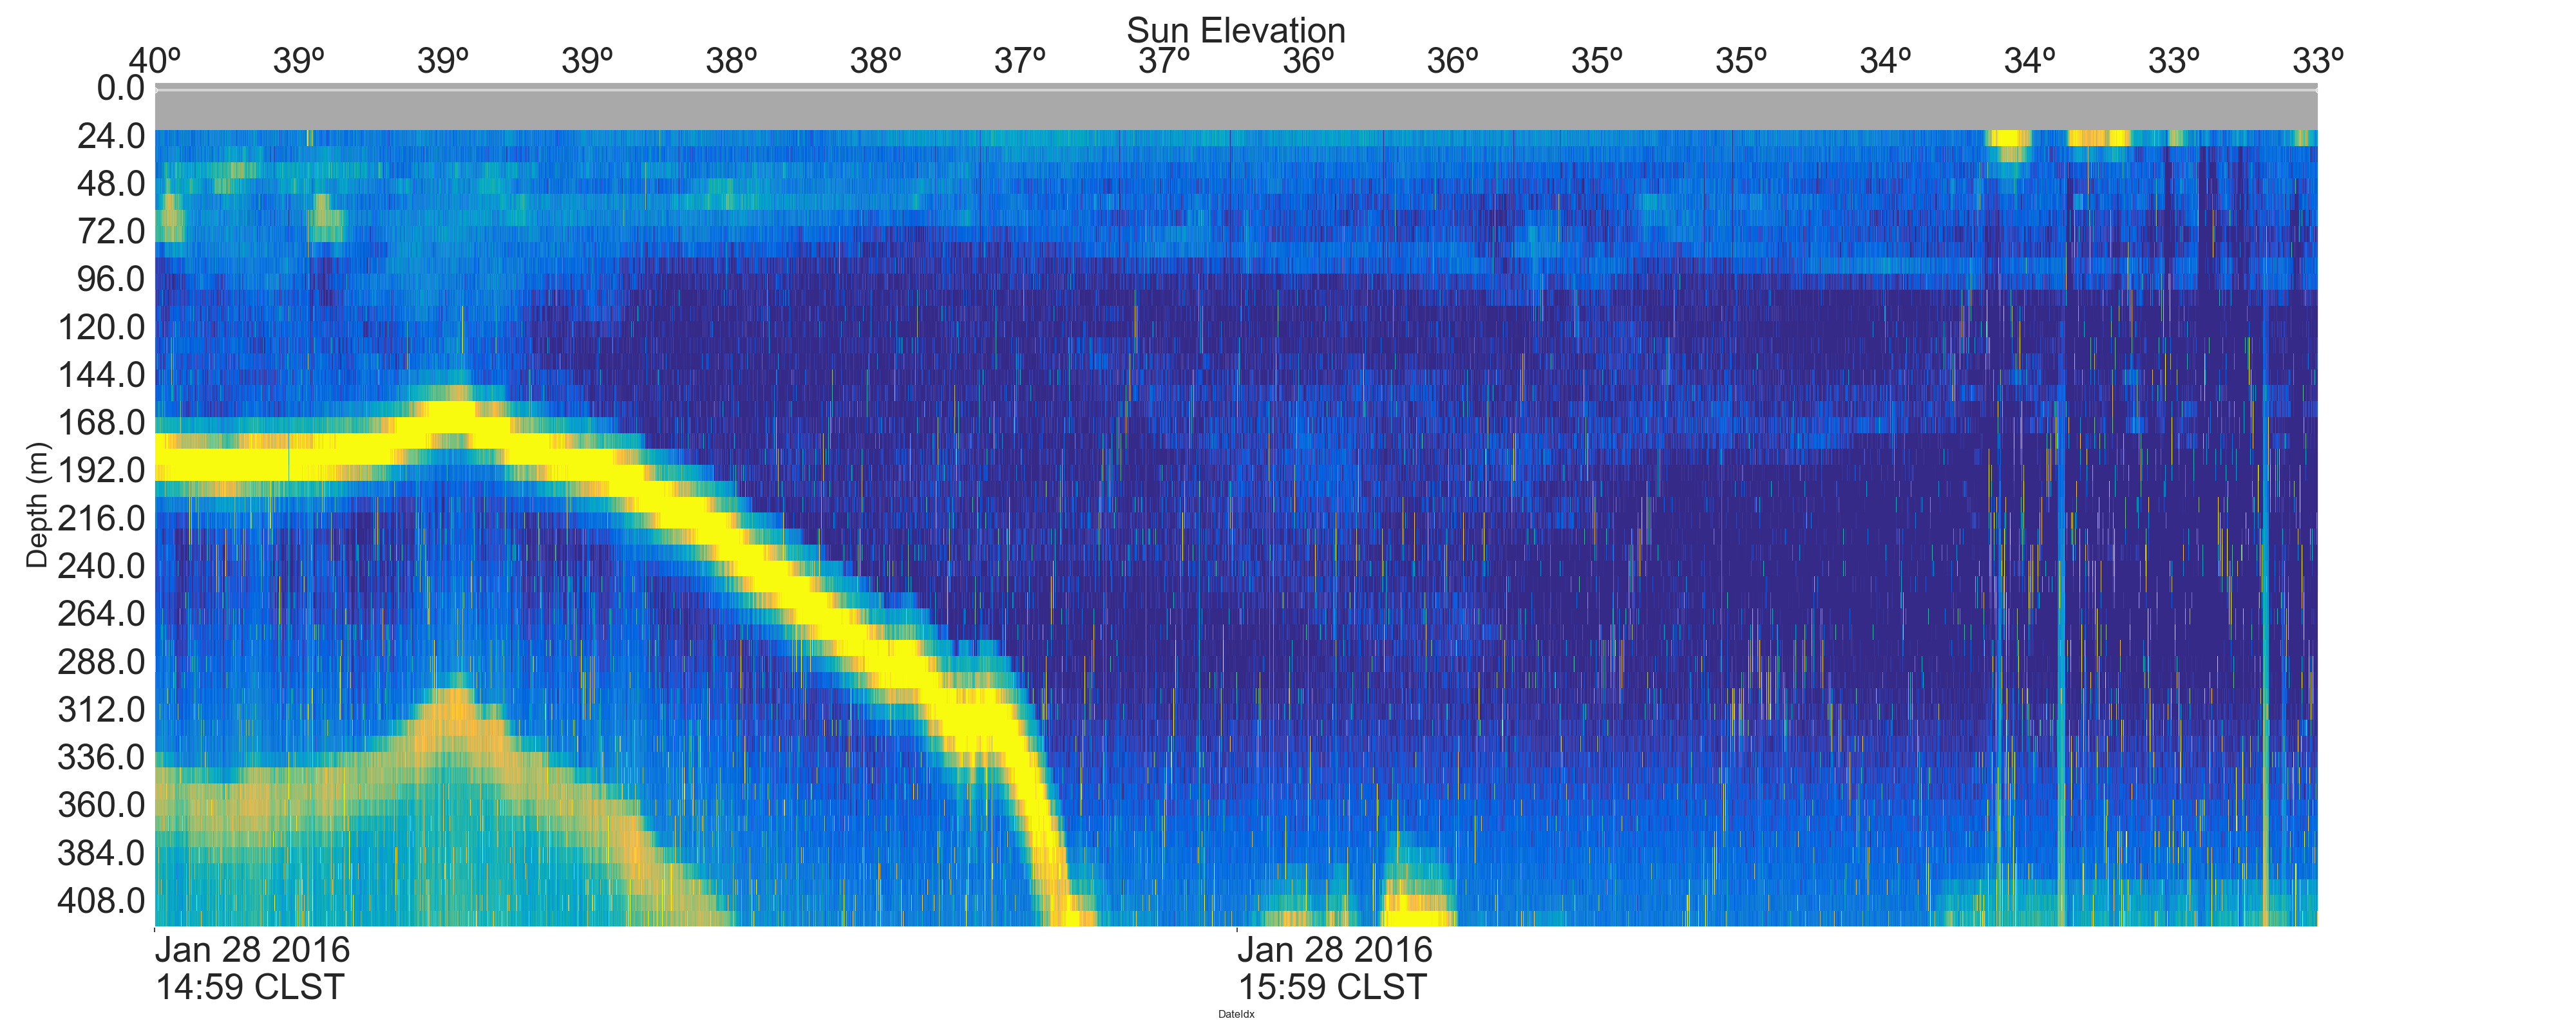 Sun Elevation
40º 39º 39º 39º 38º 38º 37º 37º 36º 36º 35º 35º 34º 34º 33º 33º
0.0
24.0
48.0
72.0
96.0
120.0
144.0
168.0
192.0
216.0
240.0
264.0
288.0
312.0
336.0
360.0
384.0
408.0
Depth (m)
Jan 28 2016
14:59 CLST
Jan 28 2016
15:59 CLST
DateIdx